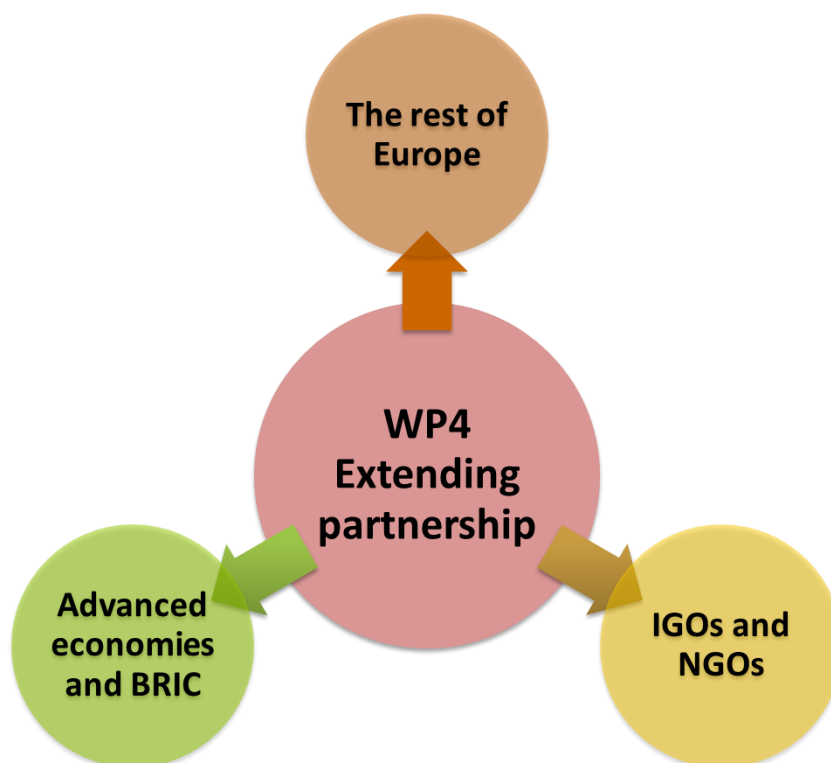 The rest of
Europe
WP4
Extending
partnership
Advanced
economies
and BRIC
IGOs and
NGOs